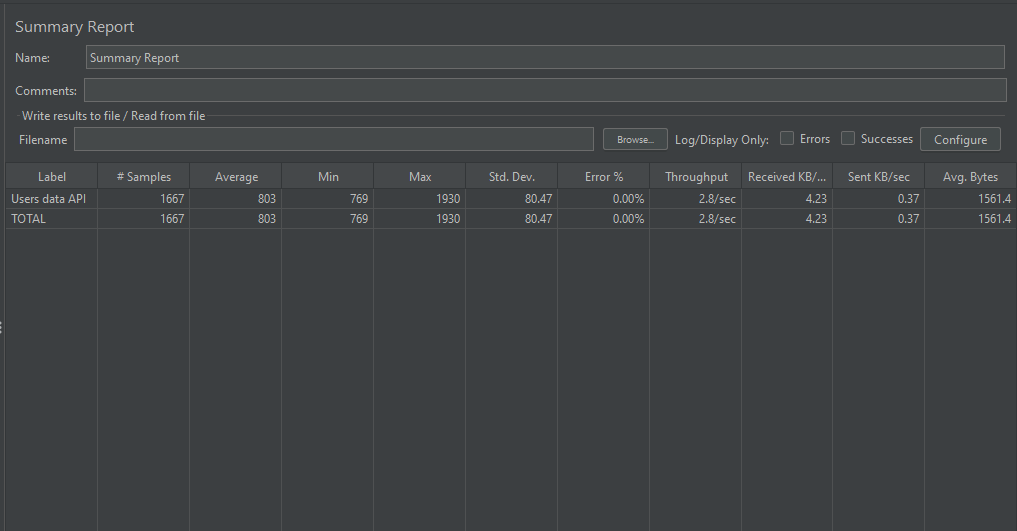 Summary Report
Name: Summary Report
Comments:
Write results to file / Read from file
Filename Browse... Log/Display Only: Errors Successes Configure
Label # Samples Average Min Max Std. Dev. Error % Throughput Received KB/... Sent KB/sec Avg. Bytes
Users data API 1667 803 769 1930 80.47 0.00% 2.8/sec 4.23 0.37 1561.4
TOTAL 1667 803 769 1930 80.47 0.00% 2.8/sec 4.23 0.37 1561.4